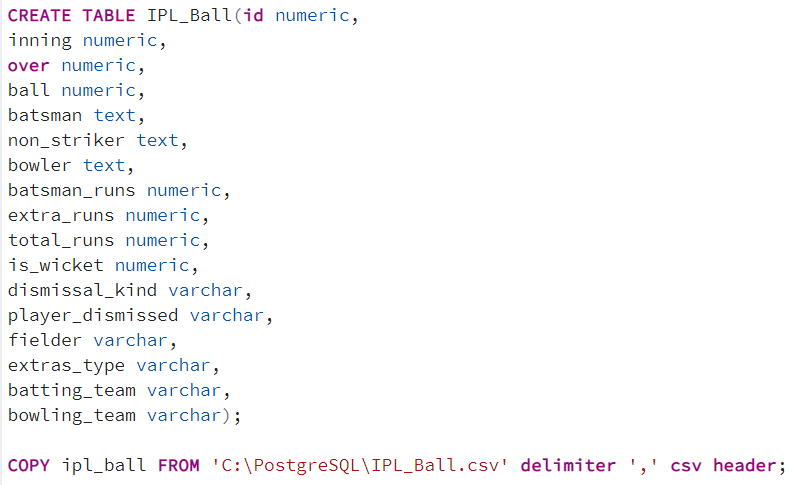 CREATE TABLE IPL_Ball(id numeric,
inning numeric,
over numeric,
ball numeric,
batsman text,
non_striker text,
bowler text,
batsman_runs numeric,
extra_runs numeric,
total_runs numeric,
is_wicket numeric,
dismissal_kind varchar,
player_dismissed varchar,
fielder varchar,
extras_type varchar,
batting_team varchar,
bowling_team varchar);
COPY ipl_ball FROM 'C:\PostgreSQL\IPL_Ball.csv' delimiter ',' csv header;